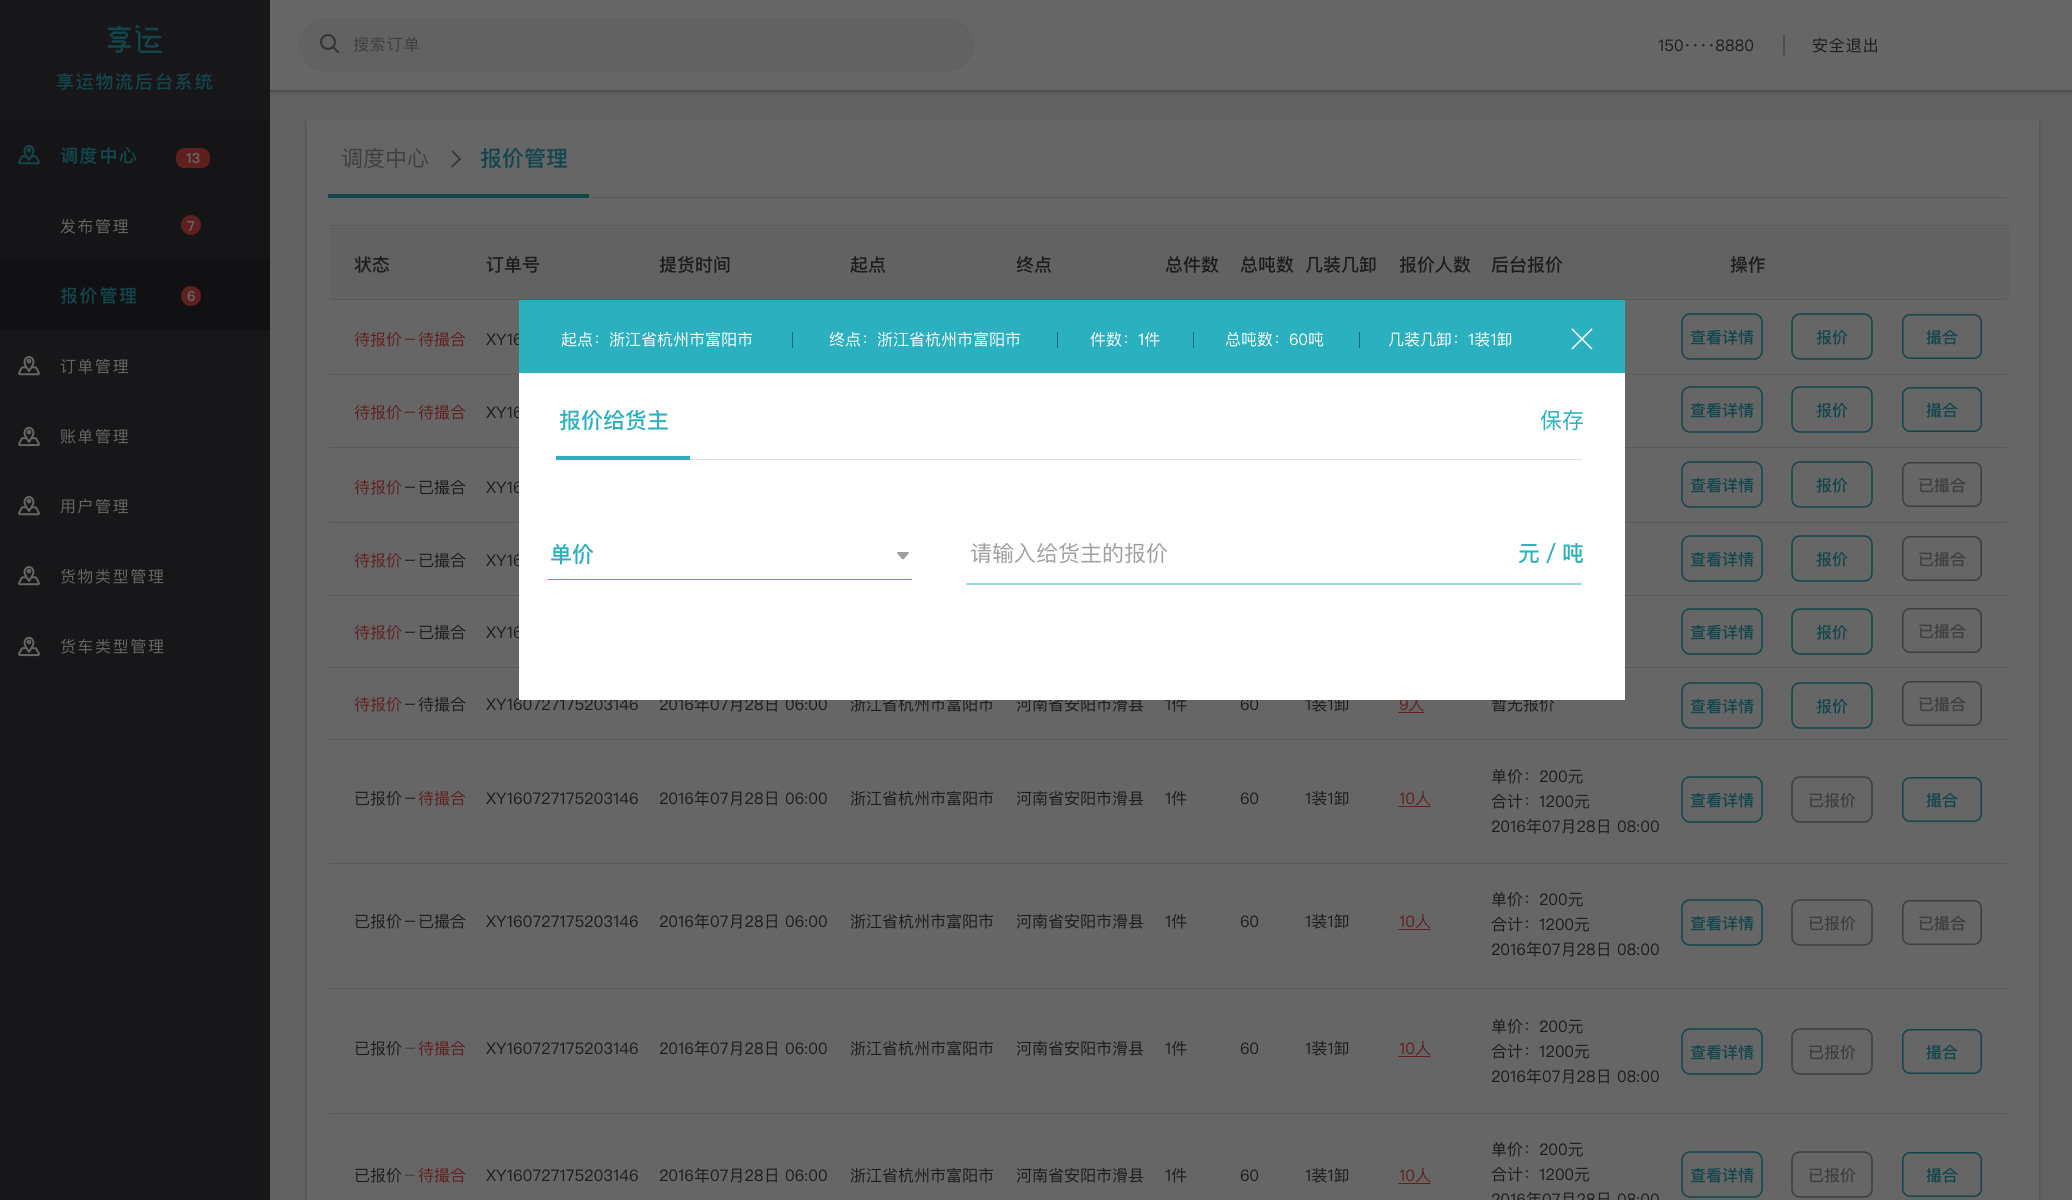 享运
享运物流后台系统
搜索订单
150····8880
安全退出
调度中心 13
发布管理 7
报价管理 6
订单管理
账单管理
用户管理
货物类型管理
货车类型管理
调度中心 > 报价管理
状态 订单号 提货时间 起点 终点 总件数 总吨数 几装几卸 报价人数 后台报价 操作
起点：浙江省杭州市富阳市 终点：浙江省杭州市富阳市 件数：1件 总吨数：60吨 几装几卸：1装1卸
报价给货主 保存
单价 请输入给货主的报价 元 / 吨
待报价－待撮合 XY16 查看详情 报价 撮合
待报价－待撮合 XY16 查看详情 报价 撮合
待报价－已撮合 XY16 查看详情 报价 已撮合
待报价－已撮合 XY16 查看详情 报价 已撮合
待报价－已撮合 XY16 查看详情 报价 已撮合
待报价－待撮合 XY160727175203146 2016年07月28日 06:00 浙江省杭州市富阳市 河南省安阳市滑县 1件 60 1装1卸 9人 暂无报价 查看详情 报价 已撮合
已报价－待撮合 XY160727175203146 2016年07月28日 06:00 浙江省杭州市富阳市 河南省安阳市滑县 1件 60 1装1卸 10人 查看详情 已报价 撮合
单价：200元
合计：1200元
2016年07月28日 08:00
已报价－已撮合 XY160727175203146 2016年07月28日 06:00 浙江省杭州市富阳市 河南省安阳市滑县 1件 60 1装1卸 10人 查看详情 已报价 已撮合
单价：200元
合计：1200元
2016年07月28日 08:00
已报价－待撮合 XY160727175203146 2016年07月28日 06:00 浙江省杭州市富阳市 河南省安阳市滑县 1件 60 1装1卸 10人 查看详情 已报价 撮合
单价：200元
合计：1200元
2016年07月28日 08:00
已报价－待撮合 XY160727175203146 2016年07月28日 06:00 浙江省杭州市富阳市 河南省安阳市滑县 1件 60 1装1卸 10人 查看详情 已报价 撮合
单价：200元
合计：1200元
2016年07月28日 08:00